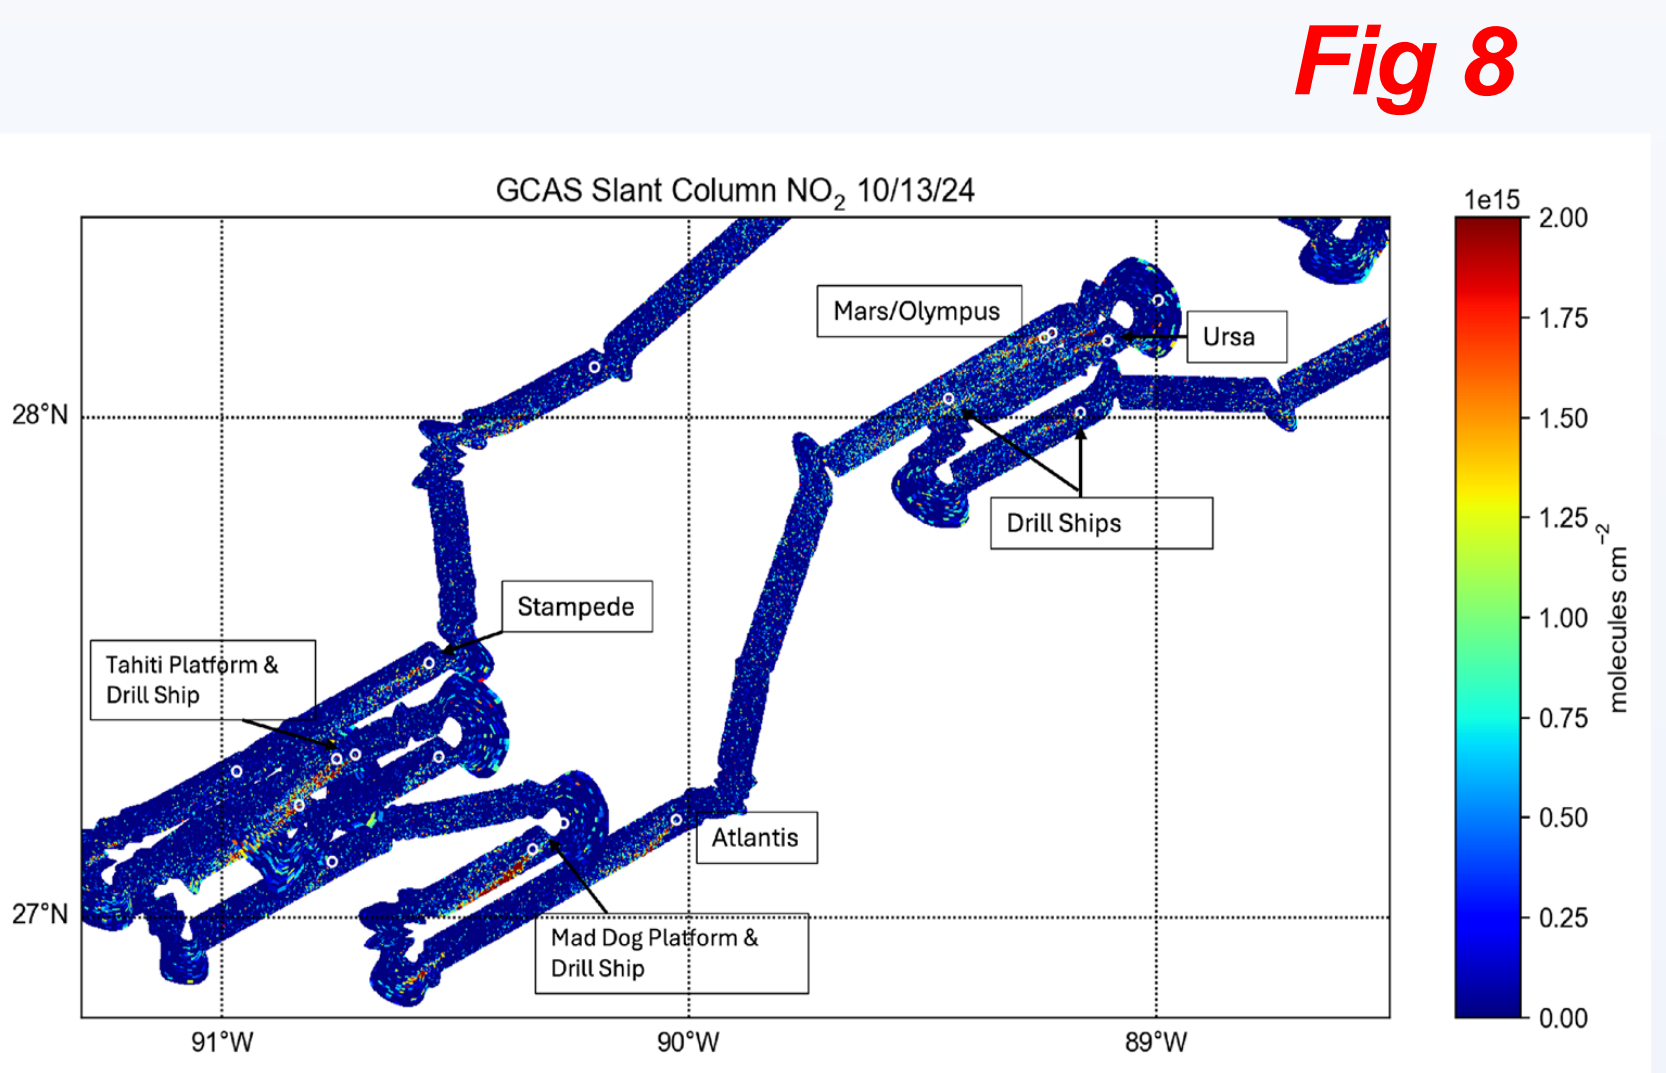 Fig 8
GCAS Slant Column NO₂ 10/13/24
1e15
2.00
1.75
1.50
1.25
1.00
0.75
0.50
0.25
0.00
molecules cm⁻²
28°N
27°N
91°W
90°W
89°W
Mars/Olympus
Ursa
Drill Ships
Stampede
Tahiti Platform &
Drill Ship
Atlantis
Mad Dog Platform &
Drill Ship